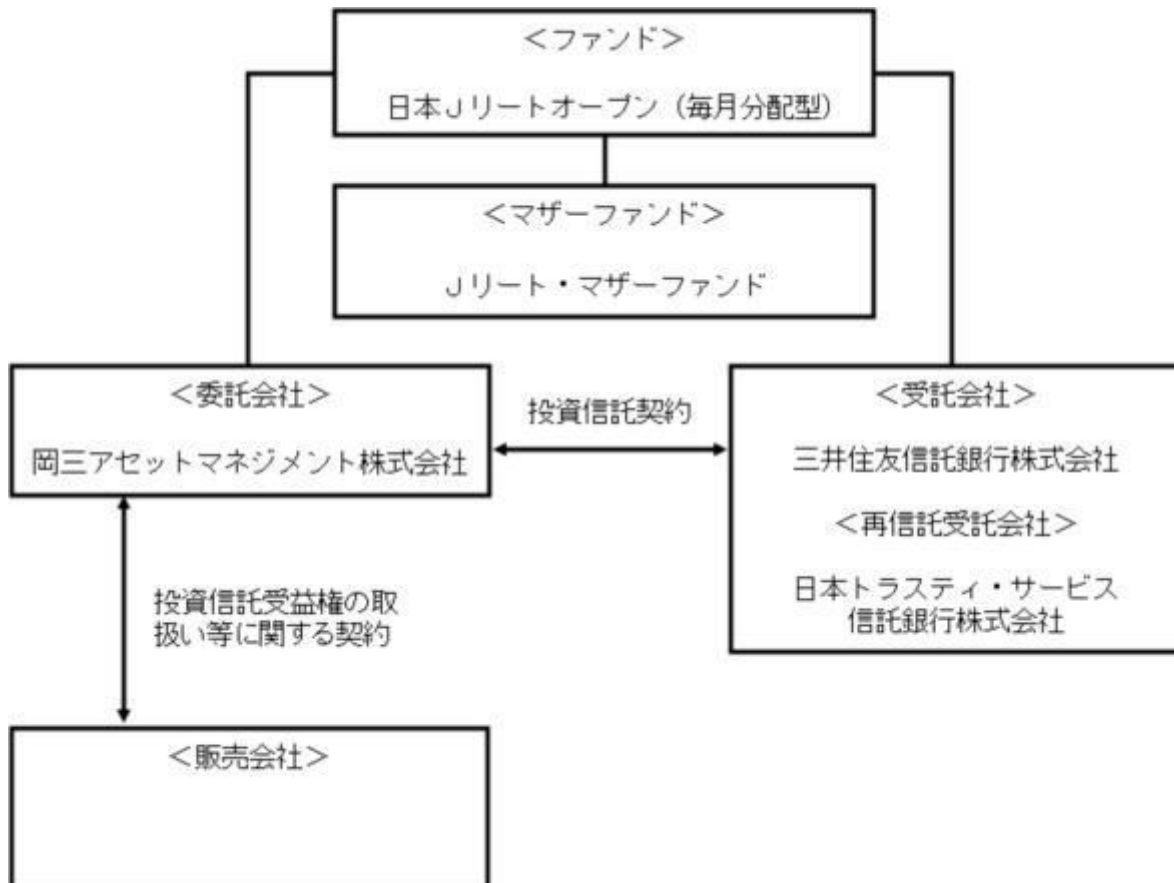 ＜ファンド＞
日本Ｊリートオープン（毎月分配型）
＜マザーファンド＞
Ｊリート・マザーファンド
＜委託会社＞
岡三アセットマネジメント株式会社
投資信託契約
＜受託会社＞
三井住友信託銀行株式会社
＜再信託受託会社＞
日本トラスティ・サービス
信託銀行株式会社
投資信託受益権の取
扱い等に関する契約
＜販売会社＞